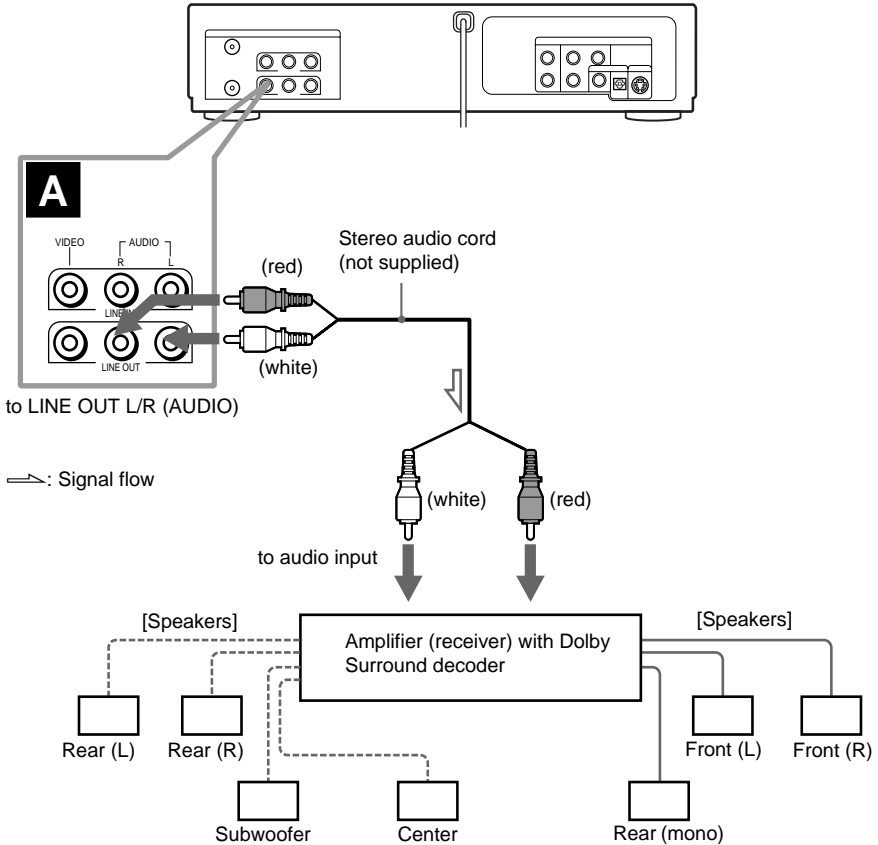 A
VIDEO
AUDIO
R
L
LINE IN
LINE OUT
(red)
(white)
Stereo audio cord
(not supplied)
to LINE OUT L/R (AUDIO)
: Signal flow
(white)
(red)
to audio input
[Speakers]
[Speakers]
Amplifier (receiver) with Dolby
Surround decoder
Rear (L)
Rear (R)
Front (L)
Front (R)
Subwoofer
Center
Rear (mono)